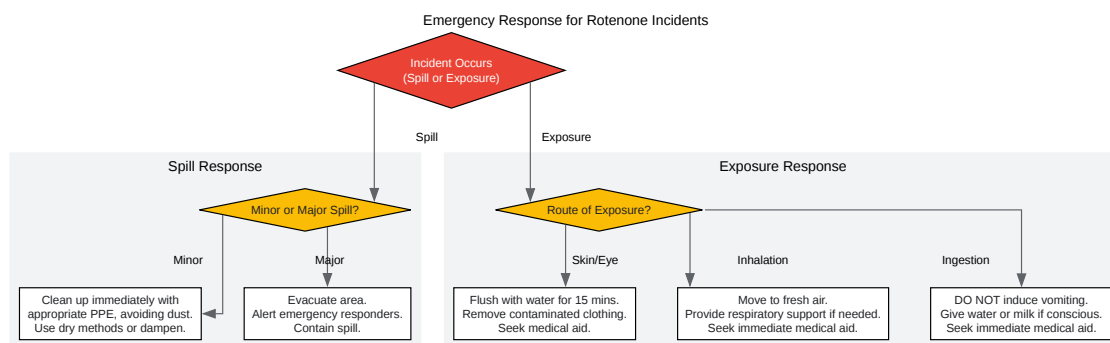 Emergency Response for Rotenone Incidents
Incident Occurs
(Spill or Exposure)
Spill
Exposure
Spill Response
Minor or Major Spill?
Minor
Major
Clean up immediately with
appropriate PPE, avoiding dust.
Use dry methods or dampen.
Evacuate area.
Alert emergency responders.
Contain spill.
Exposure Response
Route of Exposure?
Skin/Eye
Inhalation
Ingestion
Flush with water for 15 mins.
Remove contaminated clothing.
Seek medical aid.
Move to fresh air.
Provide respiratory support if needed.
Seek immediate medical aid.
DO NOT induce vomiting.
Give water or milk if conscious.
Seek immediate medical aid.